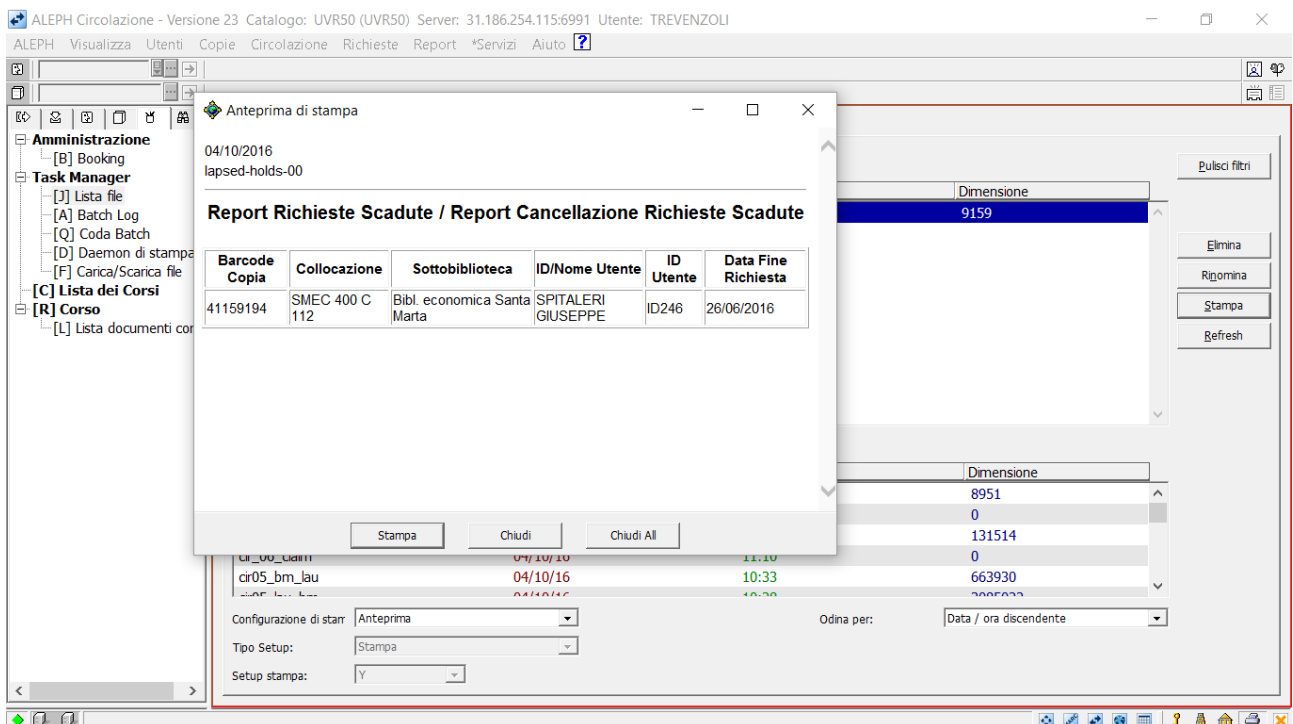 ALEPH Circolazione - Versione 23 Catalogo: UVR50 (UVR50) Server: 31.186.254.115:6991 Utente: TREVENZOLI
ALEPH Visualizza Utenti Copie Circolazione Richieste Report *Servizi Aiuto ?
Amministrazione
[B] Booking
Task Manager
[J] Lista file
[A] Batch Log
[Q] Coda Batch
[D] Daemon di stampa
[F] Carica/Scarica file
[C] Lista dei Corsi
[R] Corso
[L] Lista documenti cor
Anteprima di stampa
04/10/2016
lapsed-holds-00
Report Richieste Scadute / Report Cancellazione Richieste Scadute
Barcode Copia Collocazione Sottobiblioteca ID/Nome Utente ID Utente Data Fine Richiesta
41159194 SMEC 400 C 112 Bibl. economica Santa Marta SPITALERI GIUSEPPE ID246 26/06/2016
Stampa Chiudi Chiudi All
Dimensione
9159
Pulisci filtri
Elimina
Rinomina
Stampa
Refresh
Dimensione
8951
0
131514
cir_06_claim 04/10/16 11:10 0
cir05_bm_lau 04/10/16 10:33 663930
Configurazione di stam Anteprima Odina per: Data / ora discendente
Tipo Setup: Stampa
Setup stampa: Y